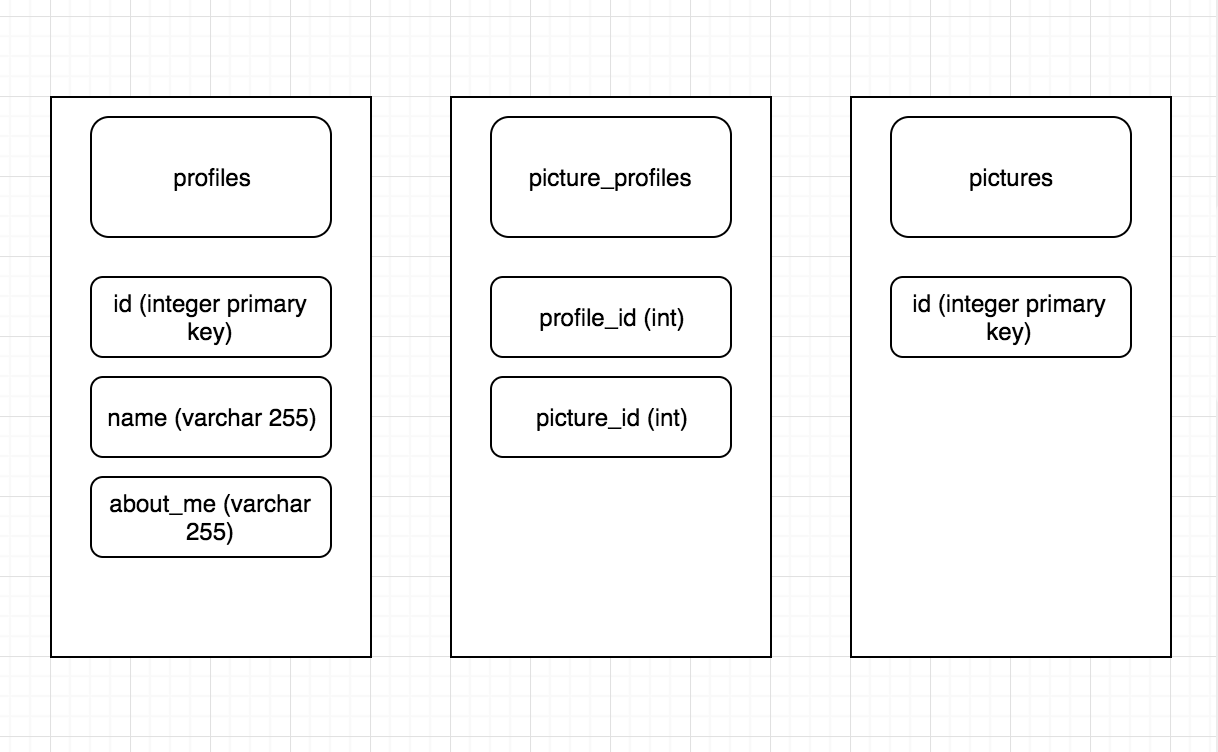 profiles
id (integer primary
key)
name (varchar 255)
about_me (varchar
255)
picture_profiles
profile_id (int)
picture_id (int)
pictures
id (integer primary
key)